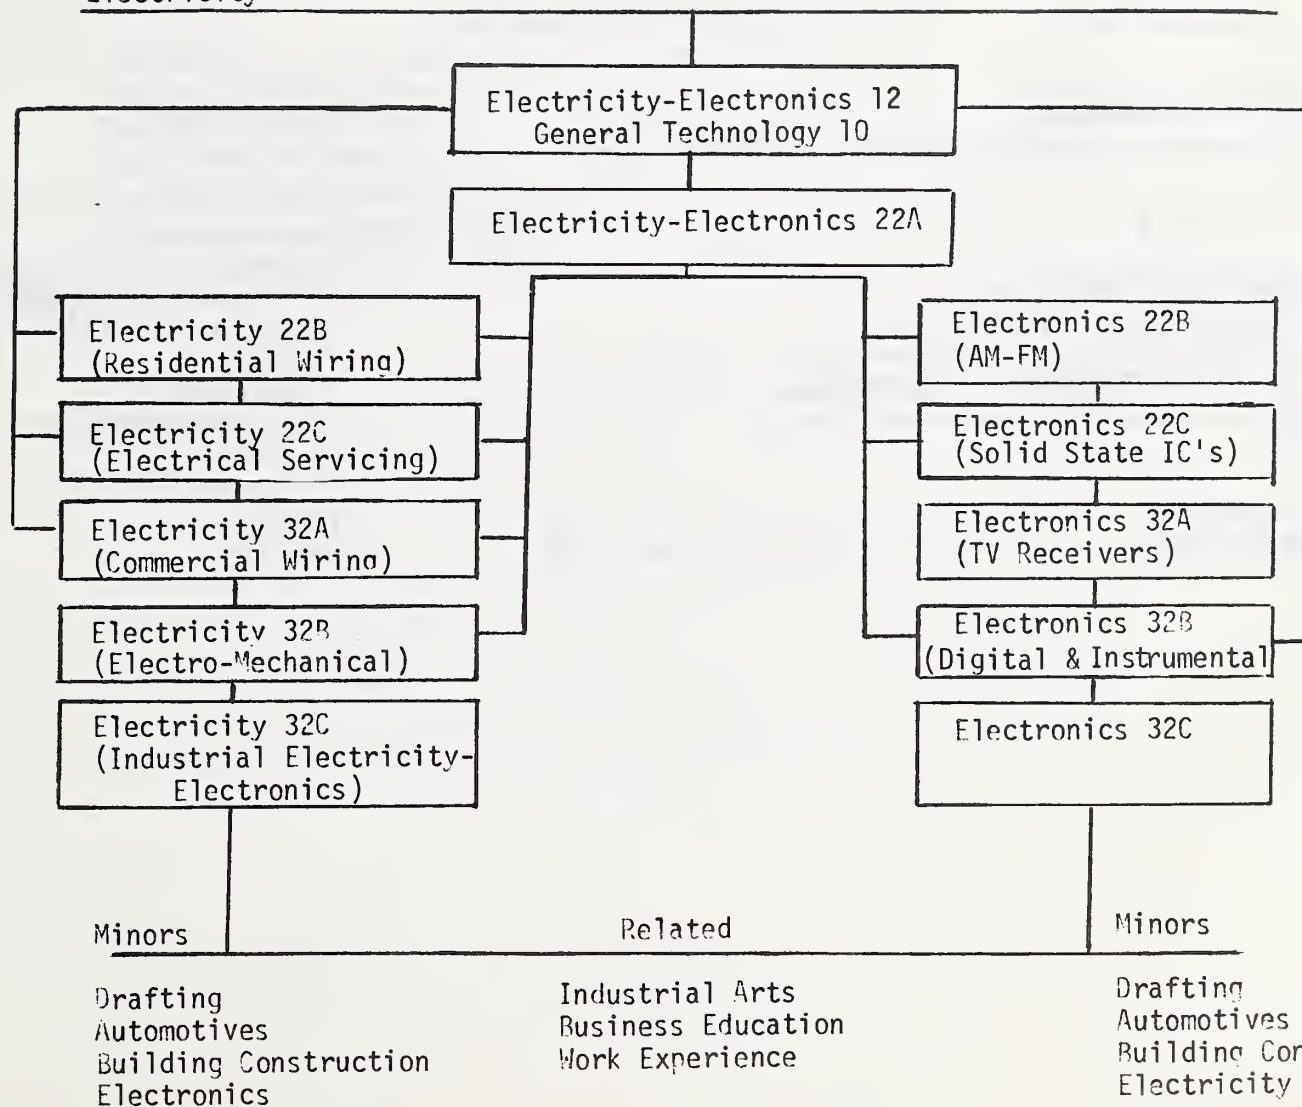 Electricity-Electronics 12
General Technology 10
Electricity-Electronics 22A
Electricity 22B
(Residential Wiring)
Electricity 22C
(Electrical Servicing)
Electricity 32A
(Commercial Wiring)
Electricity 32B
(Electro-Mechanical)
Electricity 32C
(Industrial Electricity-
Electronics)
Electronics 22B
(AM-FM)
Electronics 22C
(Solid State IC's)
Electronics 32A
(TV Receivers)
Electronics 32B
(Digital & Instrumental
Electronics 32C
Minors
Related
Minors
Drafting
Automotives
Building Construction
Electronics
Industrial Arts
Business Education
Work Experience
Drafting
Automotives
Building Con
Electricity